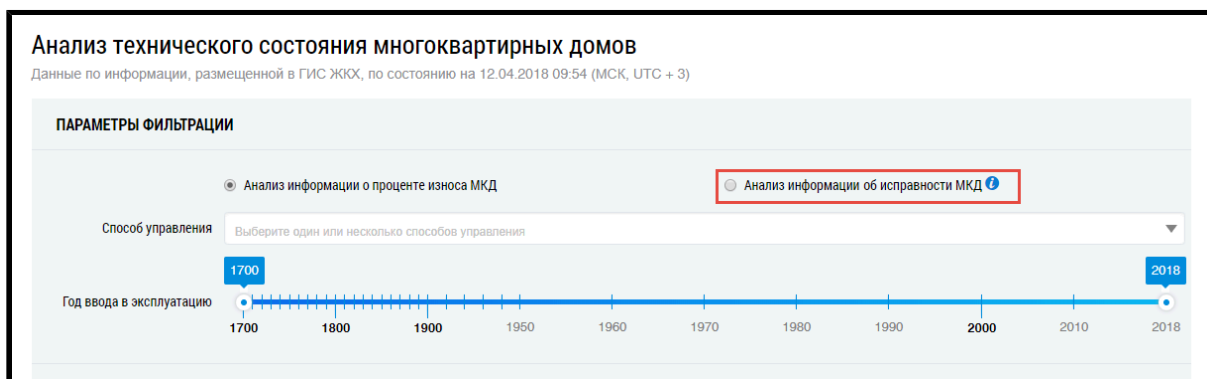 Анализ технического состояния многоквартирных домов
Данные по информации, размещенной в ГИС ЖКХ, по состоянию на 12.04.2018 09:54 (МСК, UTC + 3)
ПАРАМЕТРЫ ФИЛЬТРАЦИИ
Анализ информации о проценте износа МКД Анализ информации об исправности МКД i
Способ управления Выберите один или несколько способов управления
1700 2018
Год ввода в эксплуатацию
1700 1800 1900 1950 1960 1970 1980 1990 2000 2010 2018